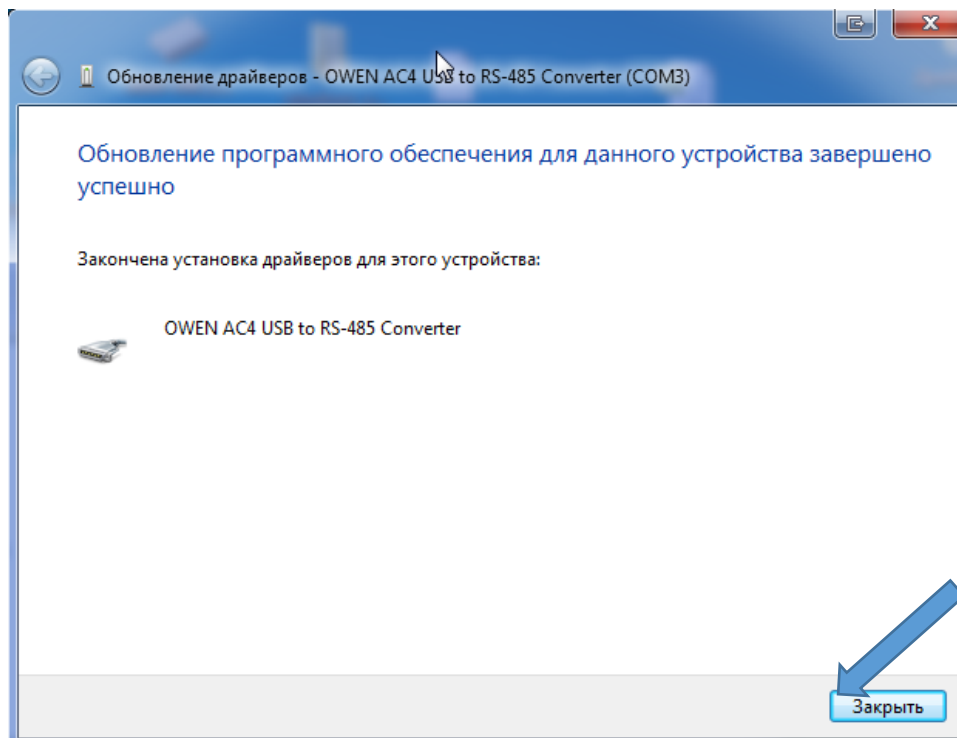 Обновление драйверов - OWEN AC4 USB to RS-485 Converter (COM3)
Обновление программного обеспечения для данного устройства завершено
успешно
Закончена установка драйверов для этого устройства:
OWEN AC4 USB to RS-485 Converter
Закрыть